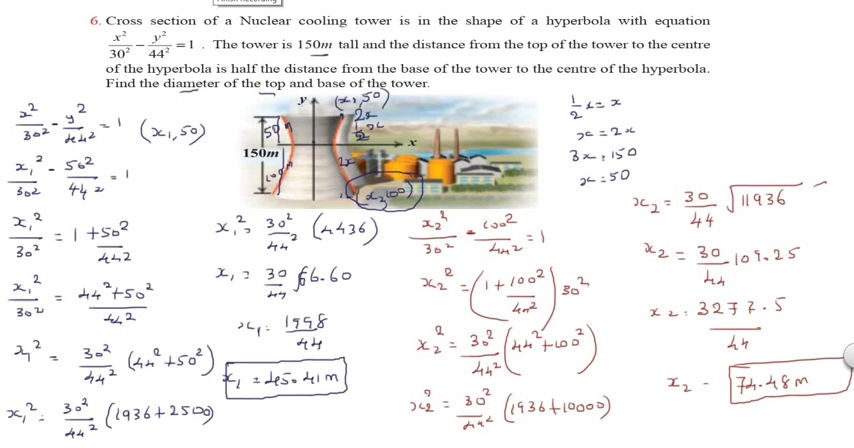 6. Cross section of a Nuclear cooling tower is in the shape of a hyperbola with equation
x²/30² - y²/44² = 1 . The tower is 150m tall and the distance from the top of the tower to the centre
of the hyperbola is half the distance from the base of the tower to the centre of the hyperbola.
Find the diameter of the top and base of the tower.
x²/30² - y²/44² = 1 (x₁, 50)
x₁²/30² - 50²/44² = 1
x₁²/30² = 1 + 50²/44²
x₁²/30² = 44² + 50²/44²
x₁² = 30²/44² (44² + 50²)
x₁² = 30²/44² (1936 + 2500)
y
(x₁, 50)
x
50
150m
100
2x
(x₂ 100)
x₁² = 30²/44² (4436)
x₁ = 30/44 66.60
x₁ = 1998/44
x₁ = 45.41 m
x₂²/30² - 100²/44² = 1
x₂² = (1 + 100²/44²) 30²
x₂² = 30²/44² (44² + 100²)
x₂² = 30²/44² (1936 + 10000)
1/2 x = x
x = 2x
3x = 150
x = 50
x₂ = 30/44 √11936
x₂ = 30/44 109.25
x₂ = 3277.5/44
x₂ = 74.48 m